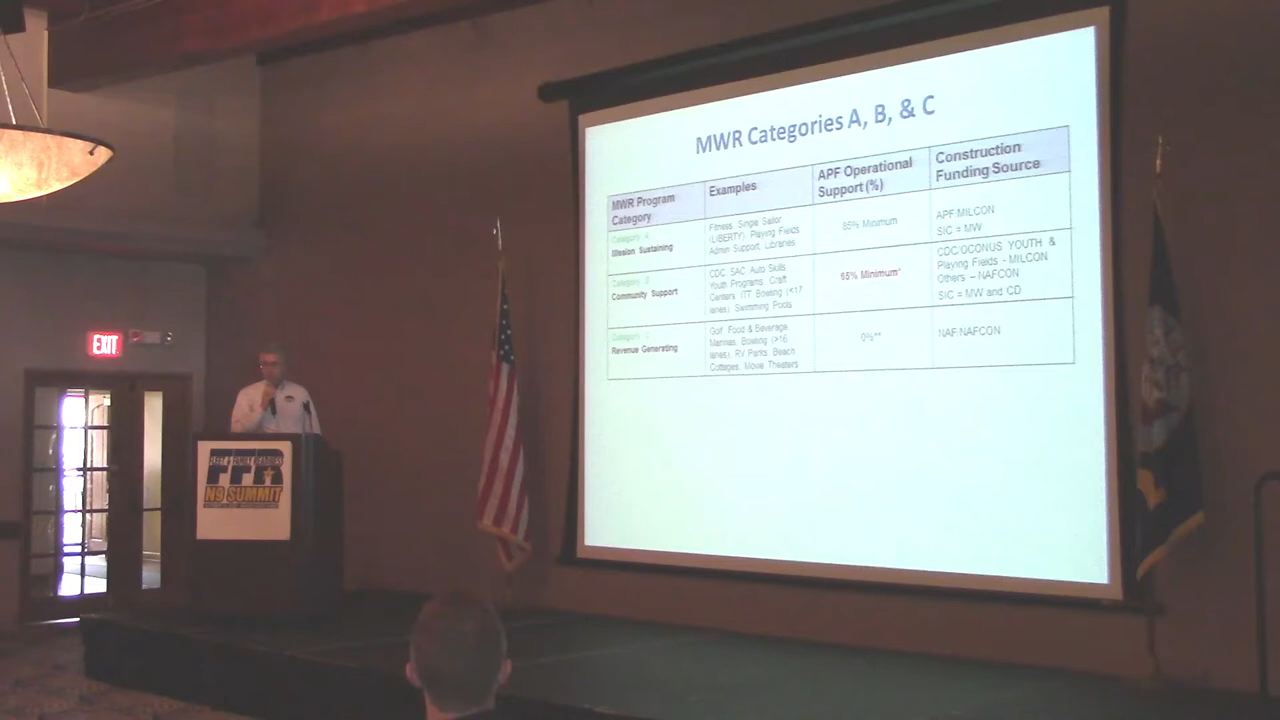 MWR Categories A, B, & C
MWR Program
Category
Examples
APF Operational
Support (%)
Construction
Funding Source
Category A
Mission Sustaining
Fitness, Single Sailor
(LIBERTY), Playing Fields
Admin Support, Libraries
85% Minimum
APF:MILCON
SIC = MW
Category B
Community Support
CDC, SAC, Auto Skills
Youth Programs, Craft
Centers, ITT, Bowling (<17
lanes), Swimming Pools
65% Minimum*
CDC/OCONUS YOUTH &
Playing Fields - MILCON
Others – NAFCON
SIC = MW and CD
Category C
Revenue Generating
Golf, Food & Beverage,
Marinas, Bowling (>16
lanes), RV Parks, Beach
Cottages, Movie Theaters
0%**
NAF:NAFCON
EXIT
FLEET & FAMILY READINESS
FFR
N9 SUMMIT